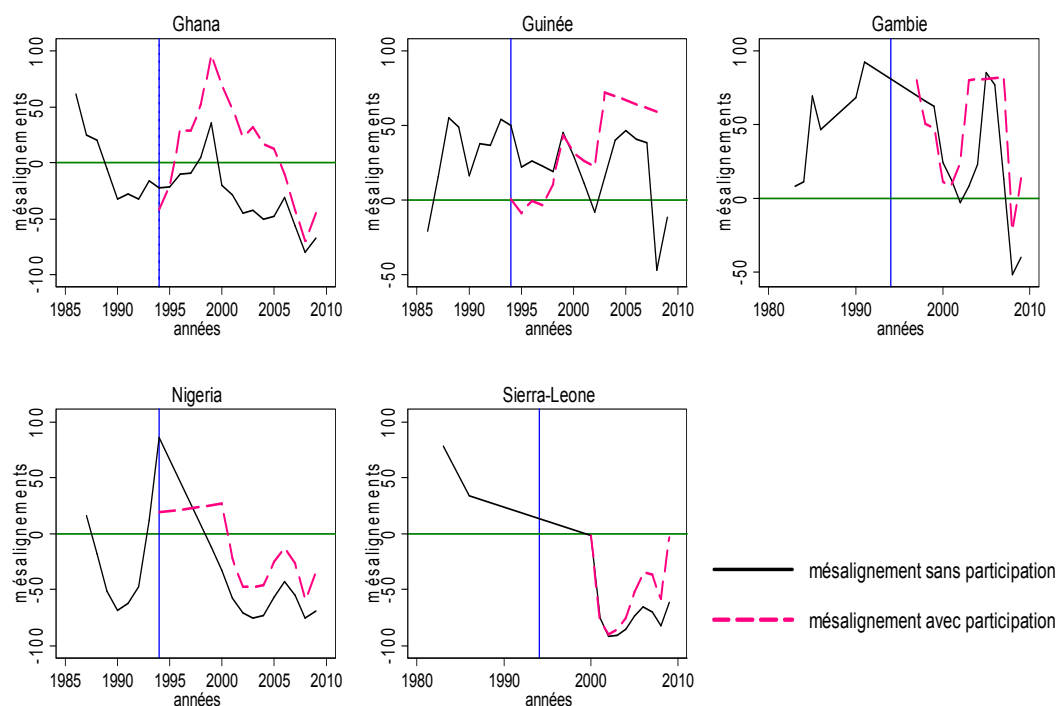 Ghana
mésalignements
-100 -50 0 50 100
1985 1990 1995 2000 2005 2010
années
Guinée
mésalignements
-50 0 50 100
1985 1990 1995 2000 2005 2010
années
Gambie
mésalignements
-50 0 50 100
1980 1990 2000 2010
années
Nigeria
mésalignements
-100 -50 0 50 100
1985 1990 1995 2000 2005 2010
années
Sierra-Leone
mésalignements
-100 -50 0 50 100
1980 1990 2000 2010
années
mésalignement sans participation
mésalignement avec participation